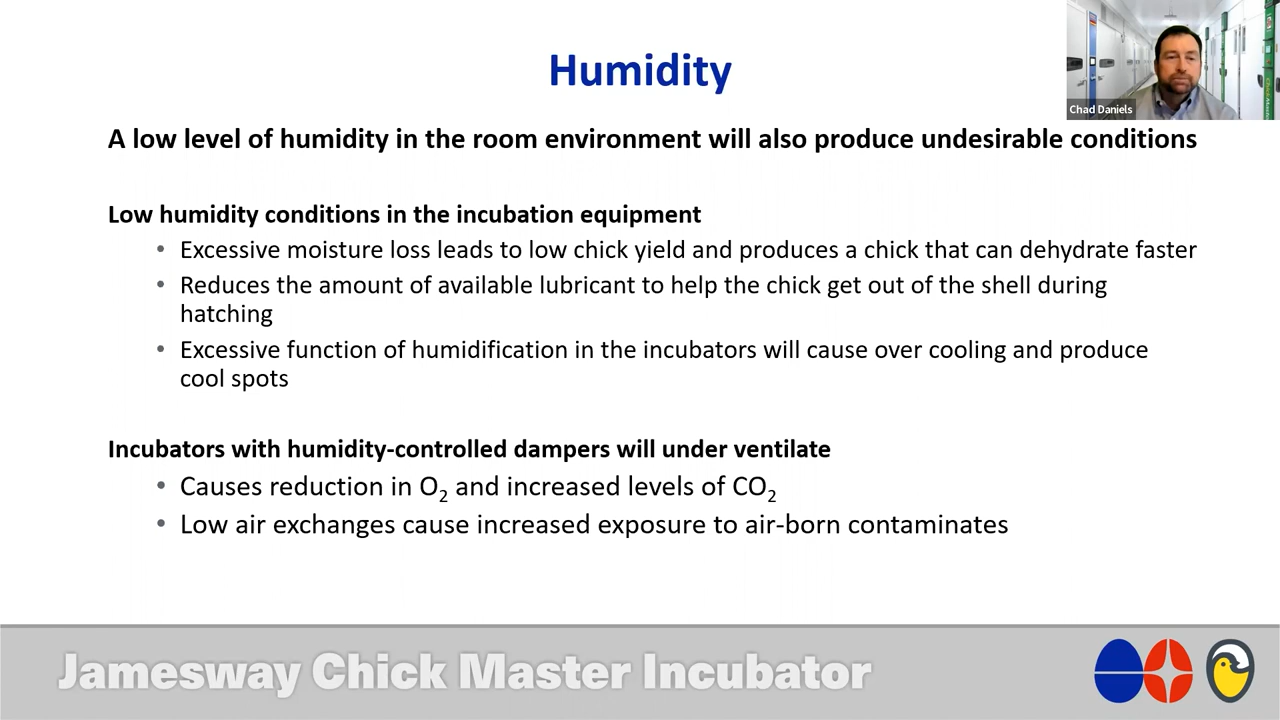 Humidity
Chad Daniels
A low level of humidity in the room environment will also produce undesirable conditions
Low humidity conditions in the incubation equipment
• Excessive moisture loss leads to low chick yield and produces a chick that can dehydrate faster
• Reduces the amount of available lubricant to help the chick get out of the shell during
hatching
• Excessive function of humidification in the incubators will cause over cooling and produce
cool spots
Incubators with humidity-controlled dampers will under ventilate
• Causes reduction in O₂ and increased levels of CO₂
• Low air exchanges cause increased exposure to air-born contaminates
Jamesway Chick Master Incubator